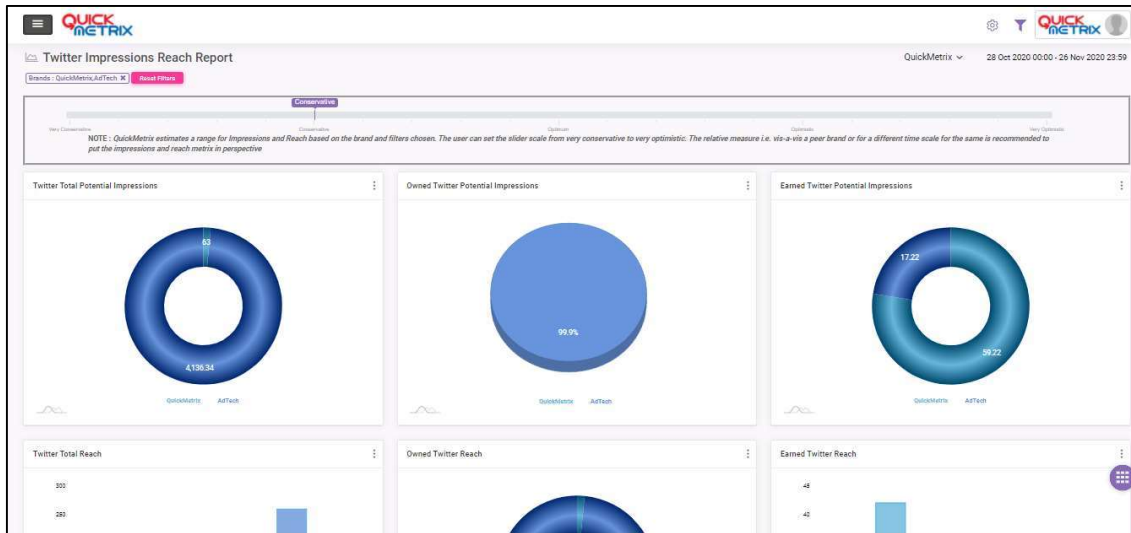 QUICK METRIX
QUICK METRIX
Twitter Impressions Reach Report
QuickMetrix
28 Oct 2020 00:00 - 26 Nov 2020 23:59
Brands : QuickMetrix,AdTech ✖
Reset Filters
Conservative
Very Conservative
Conservative
Optimum
Optimistic
Very Optimistic
NOTE : QuickMetrix estimates a range for Impressions and Reach based on the brand and filters chosen. The user can set the slider scale from very conservative to very optimistic. The relative measure i.e. vis-a-vis a peer brand or for a different time scale for the same is recommended to
put the impressions and reach metrics in perspective
Twitter Total Potential Impressions
63
4,136.34
QuickMetrix
AdTech
Owned Twitter Potential Impressions
99.9%
QuickMetrix
AdTech
Earned Twitter Potential Impressions
17.22
59.22
QuickMetrix
AdTech
Twitter Total Reach
300
250
Owned Twitter Reach
Earned Twitter Reach
45
40